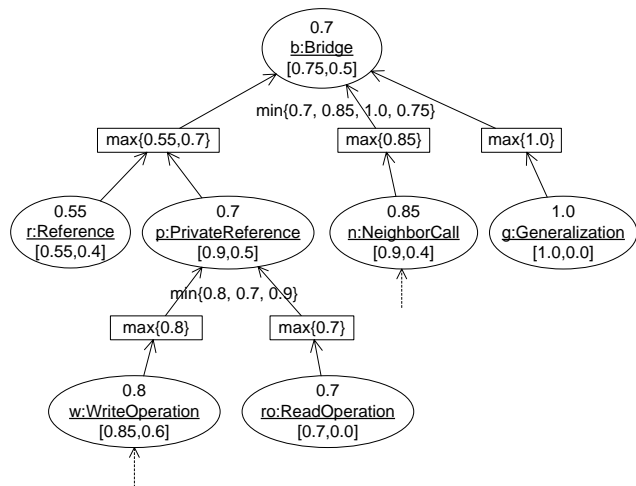 0.7
b:Bridge
[0.75,0.5]
min{0.7, 0.85, 1.0, 0.75}
max{0.55,0.7}
max{0.85}
max{1.0}
0.55
r:Reference
[0.55,0.4]
0.7
p:PrivateReference
[0.9,0.5]
0.85
n:NeighborCall
[0.9,0.4]
1.0
g:Generalization
[1.0,0.0]
min{0.8, 0.7, 0.9}
max{0.8}
max{0.7}
0.8
w:WriteOperation
[0.85,0.6]
0.7
ro:ReadOperation
[0.7,0.0]